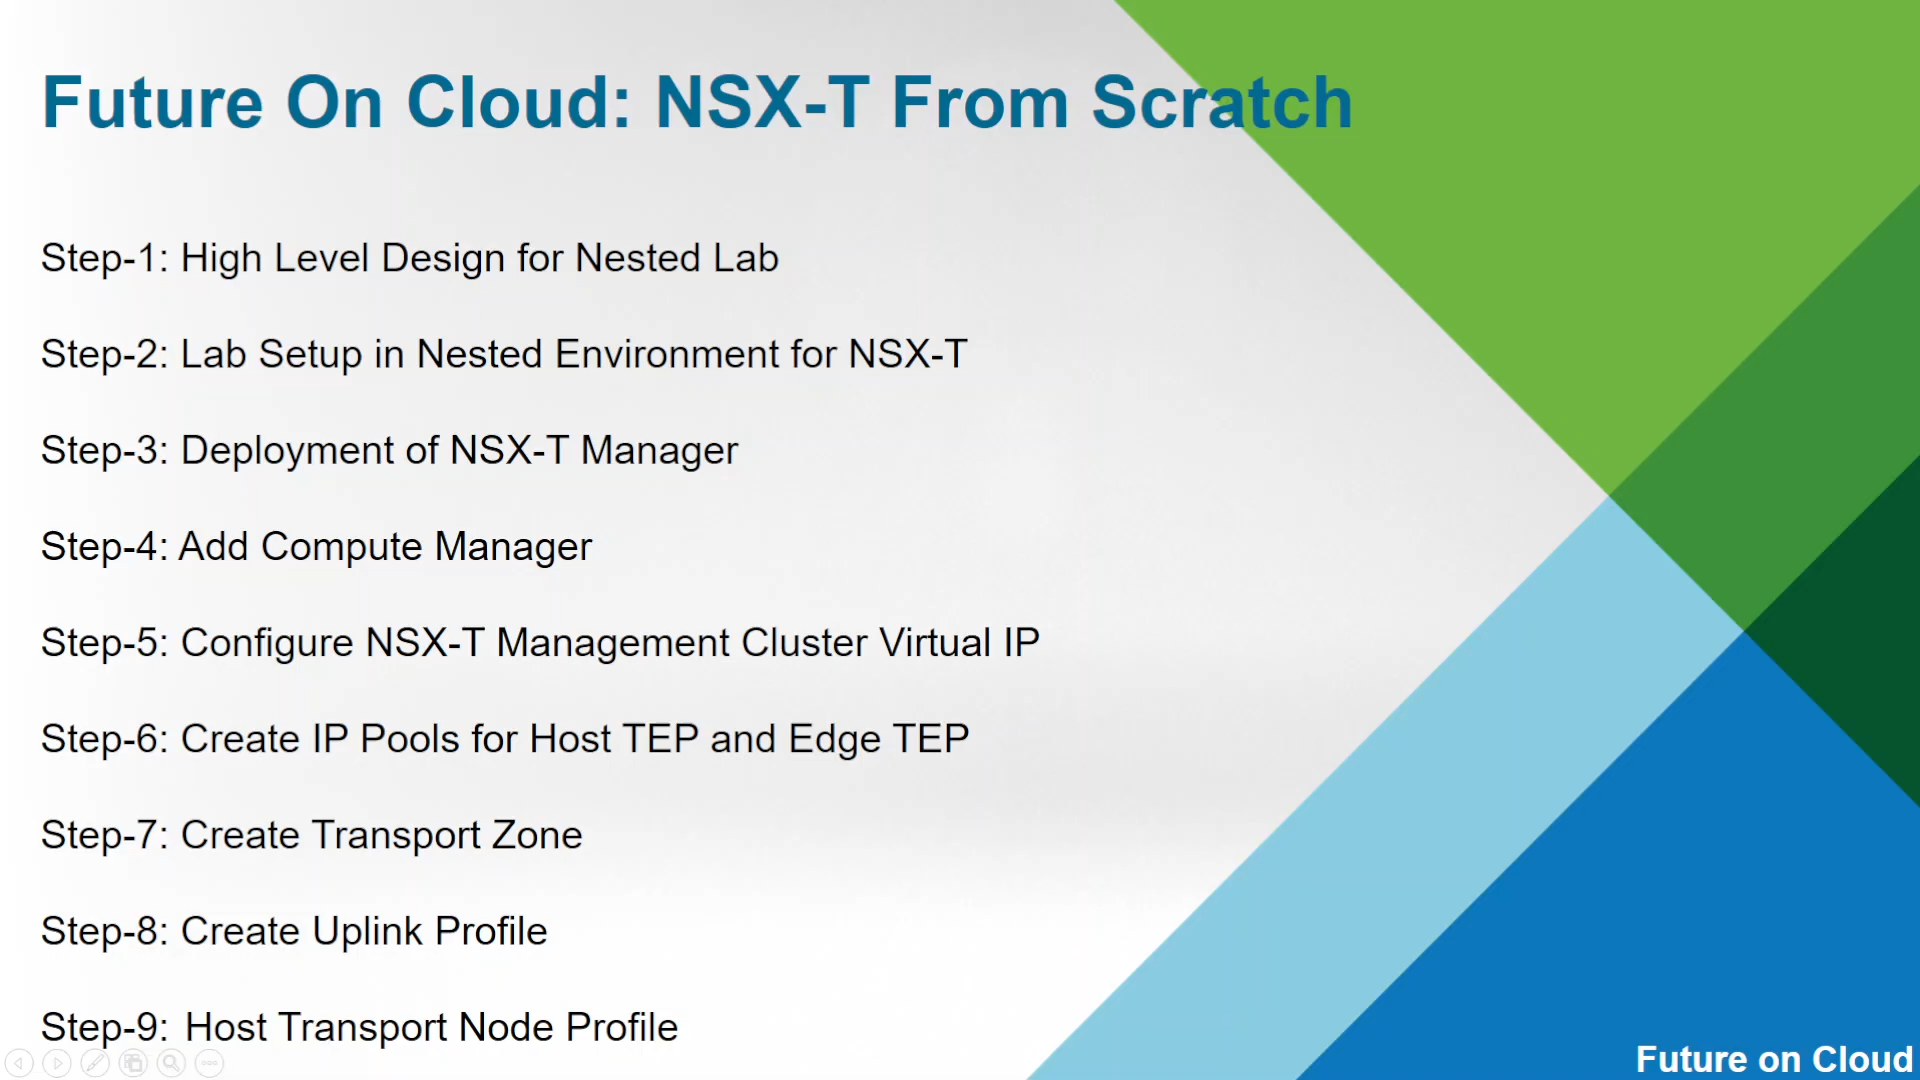 Future On Cloud: NSX-T From Scratch
Step-1: High Level Design for Nested Lab
Step-2: Lab Setup in Nested Environment for NSX-T
Step-3: Deployment of NSX-T Manager
Step-4: Add Compute Manager
Step-5: Configure NSX-T Management Cluster Virtual IP
Step-6: Create IP Pools for Host TEP and Edge TEP
Step-7: Create Transport Zone
Step-8: Create Uplink Profile
Step-9: Host Transport Node Profile
Future on Cloud